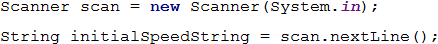 Scanner scan = new Scanner(System.in);
String initialSpeedString = scan.nextLine();